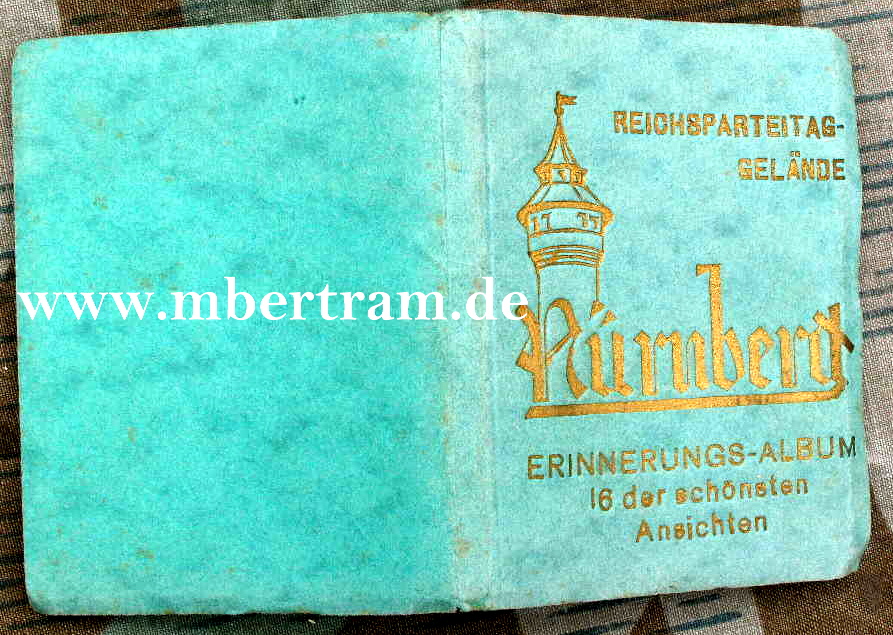 REICHSPARTEITAG-
GELÄNDE
www.mbertram.de
Nürnberg
ERINNERUNGS-ALBUM
16 der schönsten
Ansichten